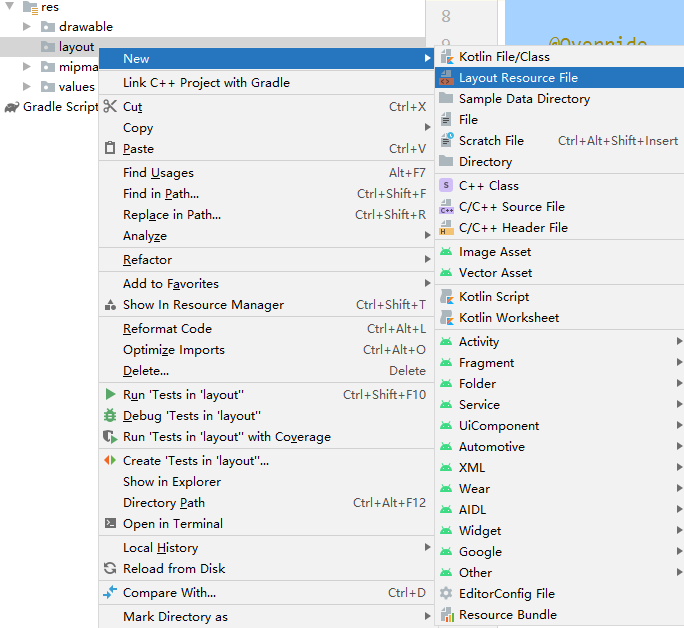 res
drawable
layout
mipma
values
Gradle Script
8
9
@Override
New
Link C++ Project with Gradle
Cut Ctrl+X
Copy
Paste Ctrl+V
Find Usages Alt+F7
Find in Path... Ctrl+Shift+F
Replace in Path... Ctrl+Shift+R
Analyze
Refactor
Add to Favorites
Show In Resource Manager Ctrl+Shift+T
Reformat Code Ctrl+Alt+L
Optimize Imports Ctrl+Alt+O
Delete... Delete
Run 'Tests in 'layout'' Ctrl+Shift+F10
Debug 'Tests in 'layout''
Run 'Tests in 'layout'' with Coverage
Create 'Tests in 'layout''...
Show in Explorer
Directory Path Ctrl+Alt+F12
Open in Terminal
Local History
Reload from Disk
Compare With... Ctrl+D
Mark Directory as
Kotlin File/Class
Layout Resource File
Sample Data Directory
File
Scratch File Ctrl+Alt+Shift+Insert
Directory
S C++ Class
C++ C/C++ Source File
H C/C++ Header File
Image Asset
Vector Asset
Kotlin Script
Kotlin Worksheet
Activity
Fragment
Folder
Service
UiComponent
Automotive
XML
Wear
AIDL
Widget
Google
Other
EditorConfig File
Resource Bundle